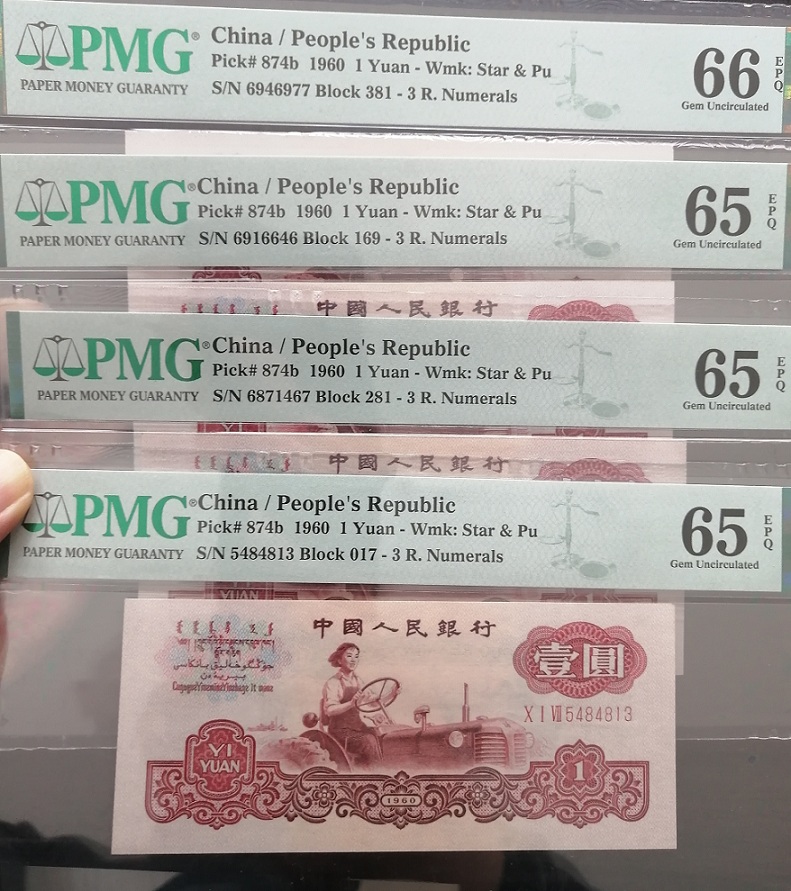 PMG®
PAPER MONEY GUARANTY
China / People's Republic
Pick# 874b 1960 1 Yuan - Wmk: Star & Pu
S/N 6946977 Block 381 - 3 R. Numerals
66
EPQ
Gem Uncirculated
PMG®
PAPER MONEY GUARANTY
China / People's Republic
Pick# 874b 1960 1 Yuan - Wmk: Star & Pu
S/N 6916646 Block 169 - 3 R. Numerals
65
EPQ
Gem Uncirculated
中國人民銀行
PMG®
PAPER MONEY GUARANTY
China / People's Republic
Pick# 874b 1960 1 Yuan - Wmk: Star & Pu
S/N 6871467 Block 281 - 3 R. Numerals
65
EPQ
Gem Uncirculated
YI
中國人民銀行
PMG®
PAPER MONEY GUARANTY
China / People's Republic
Pick# 874b 1960 1 Yuan - Wmk: Star & Pu
S/N 5484813 Block 017 - 3 R. Numerals
65
EPQ
Gem Uncirculated
YUAN
中國人民銀行
壹圓
X I VII 5484813
YI
YUAN
1960
1